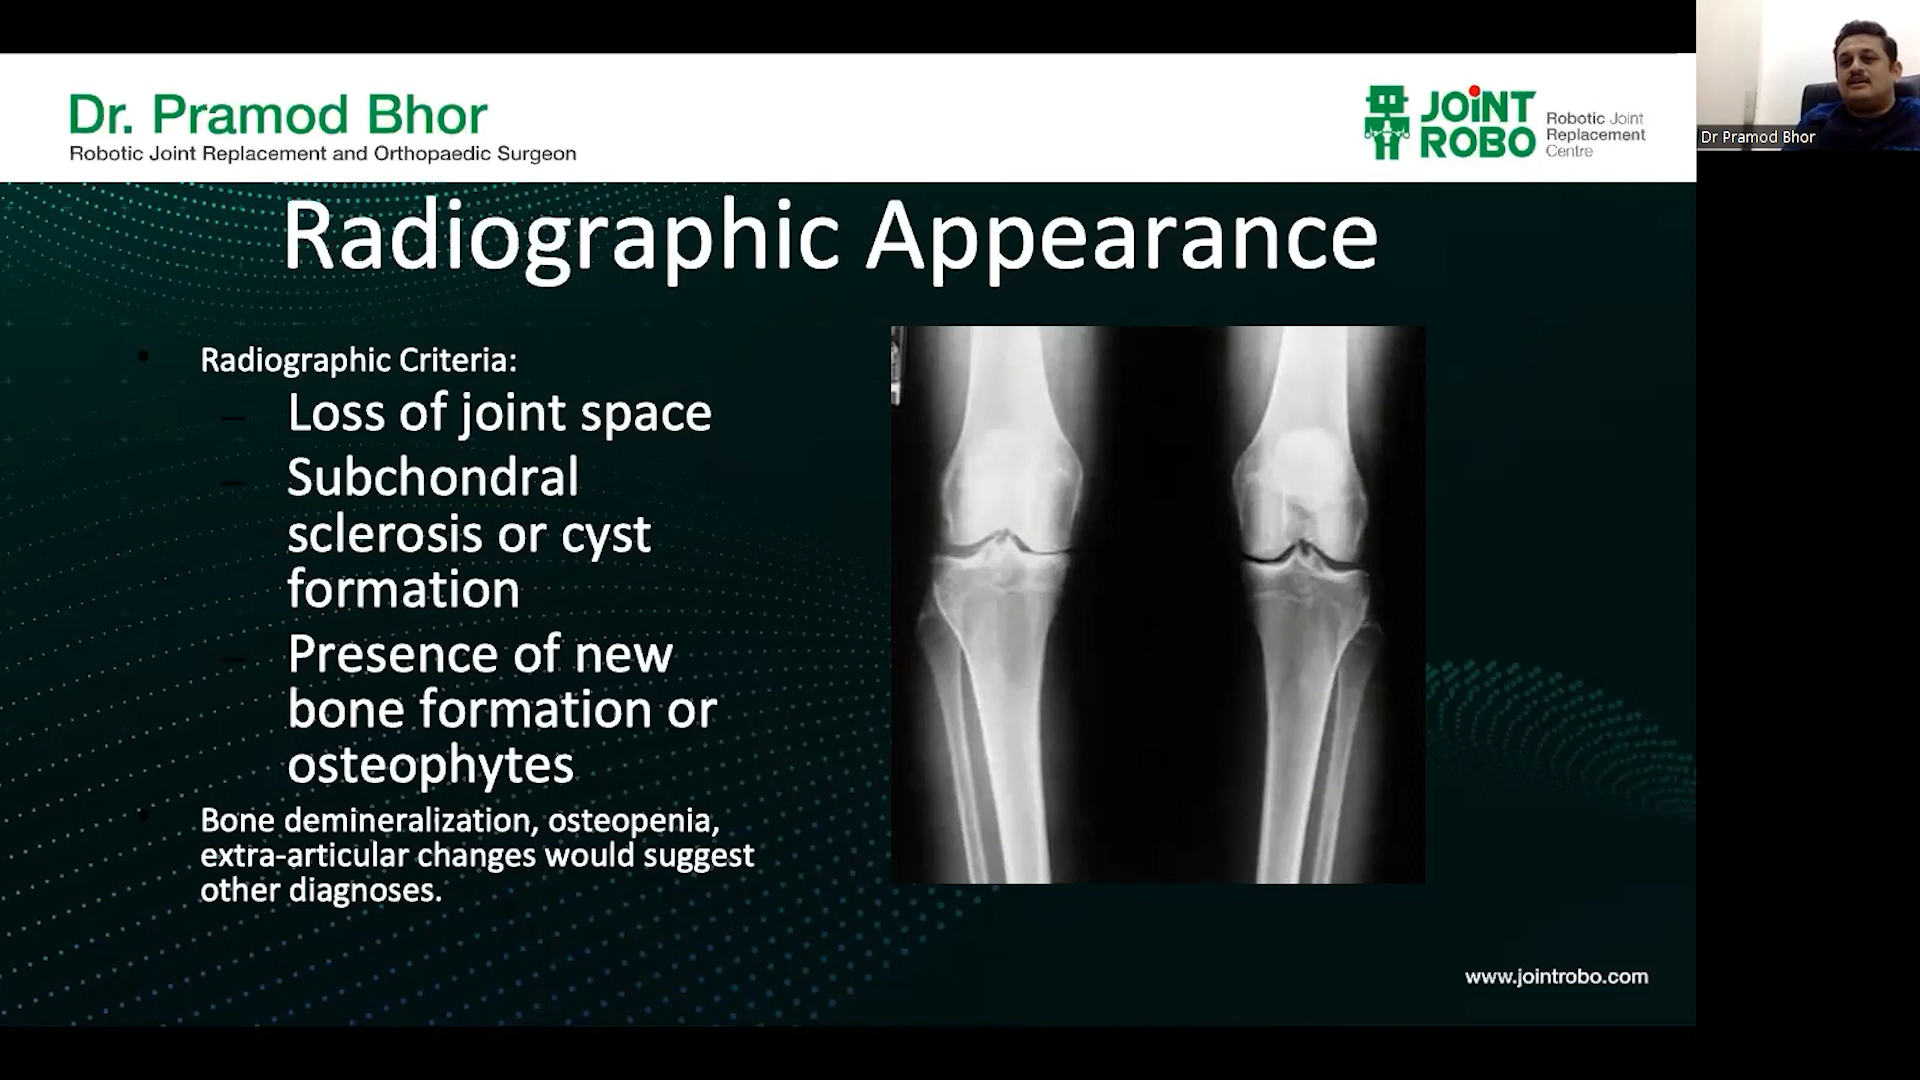 Dr. Pramod Bhor
Robotic Joint Replacement and Orthopaedic Surgeon
JOINT
ROBO
Robotic Joint
Replacement
Centre
Dr Pramod Bhor
Radiographic Appearance
• Radiographic Criteria:
– Loss of joint space
– Subchondral
sclerosis or cyst
formation
– Presence of new
bone formation or
osteophytes
• Bone demineralization, osteopenia,
extra-articular changes would suggest
other diagnoses.
www.jointrobo.com